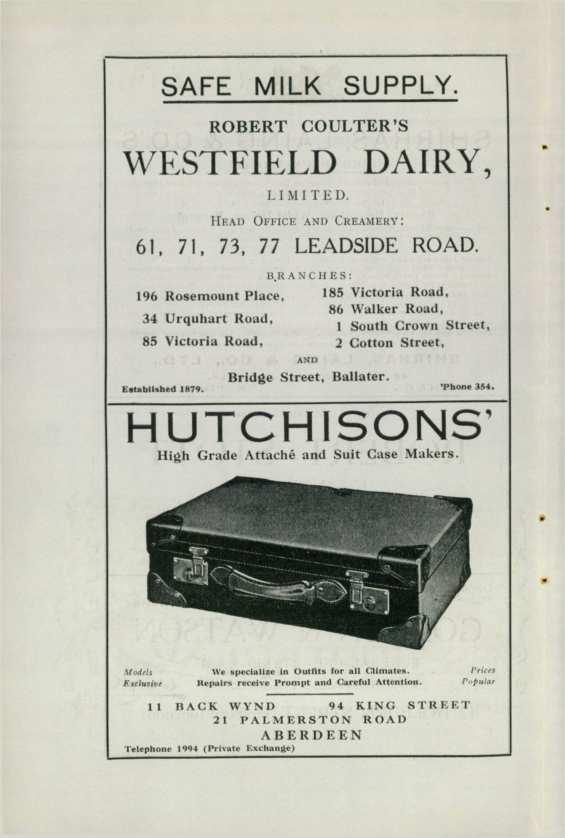 SAFE MILK SUPPLY.
ROBERT COULTER'S
WESTFIELD DAIRY,
LIMITED.
HEAD OFFICE AND CREAMERY:
61, 71, 73, 77 LEADSIDE ROAD.
BRANCHES:
196 Rosemount Place,
34 Urquhart Road,
85 Victoria Road,
185 Victoria Road,
86 Walker Road,
1 South Crown Street,
2 Cotton Street,
AND
Bridge Street, Ballater.
Established 1879.
'Phone 354.
HUTCHISONS'
High Grade Attaché and Suit Case Makers.
Models Exclusive
We specialize in Outfits for all Climates.
Repairs receive Prompt and Careful Attention.
Prices Popular
11 BACK WYND 94 KING STREET
21 PALMERSTON ROAD
ABERDEEN
Telephone 1994 (Private Exchange)